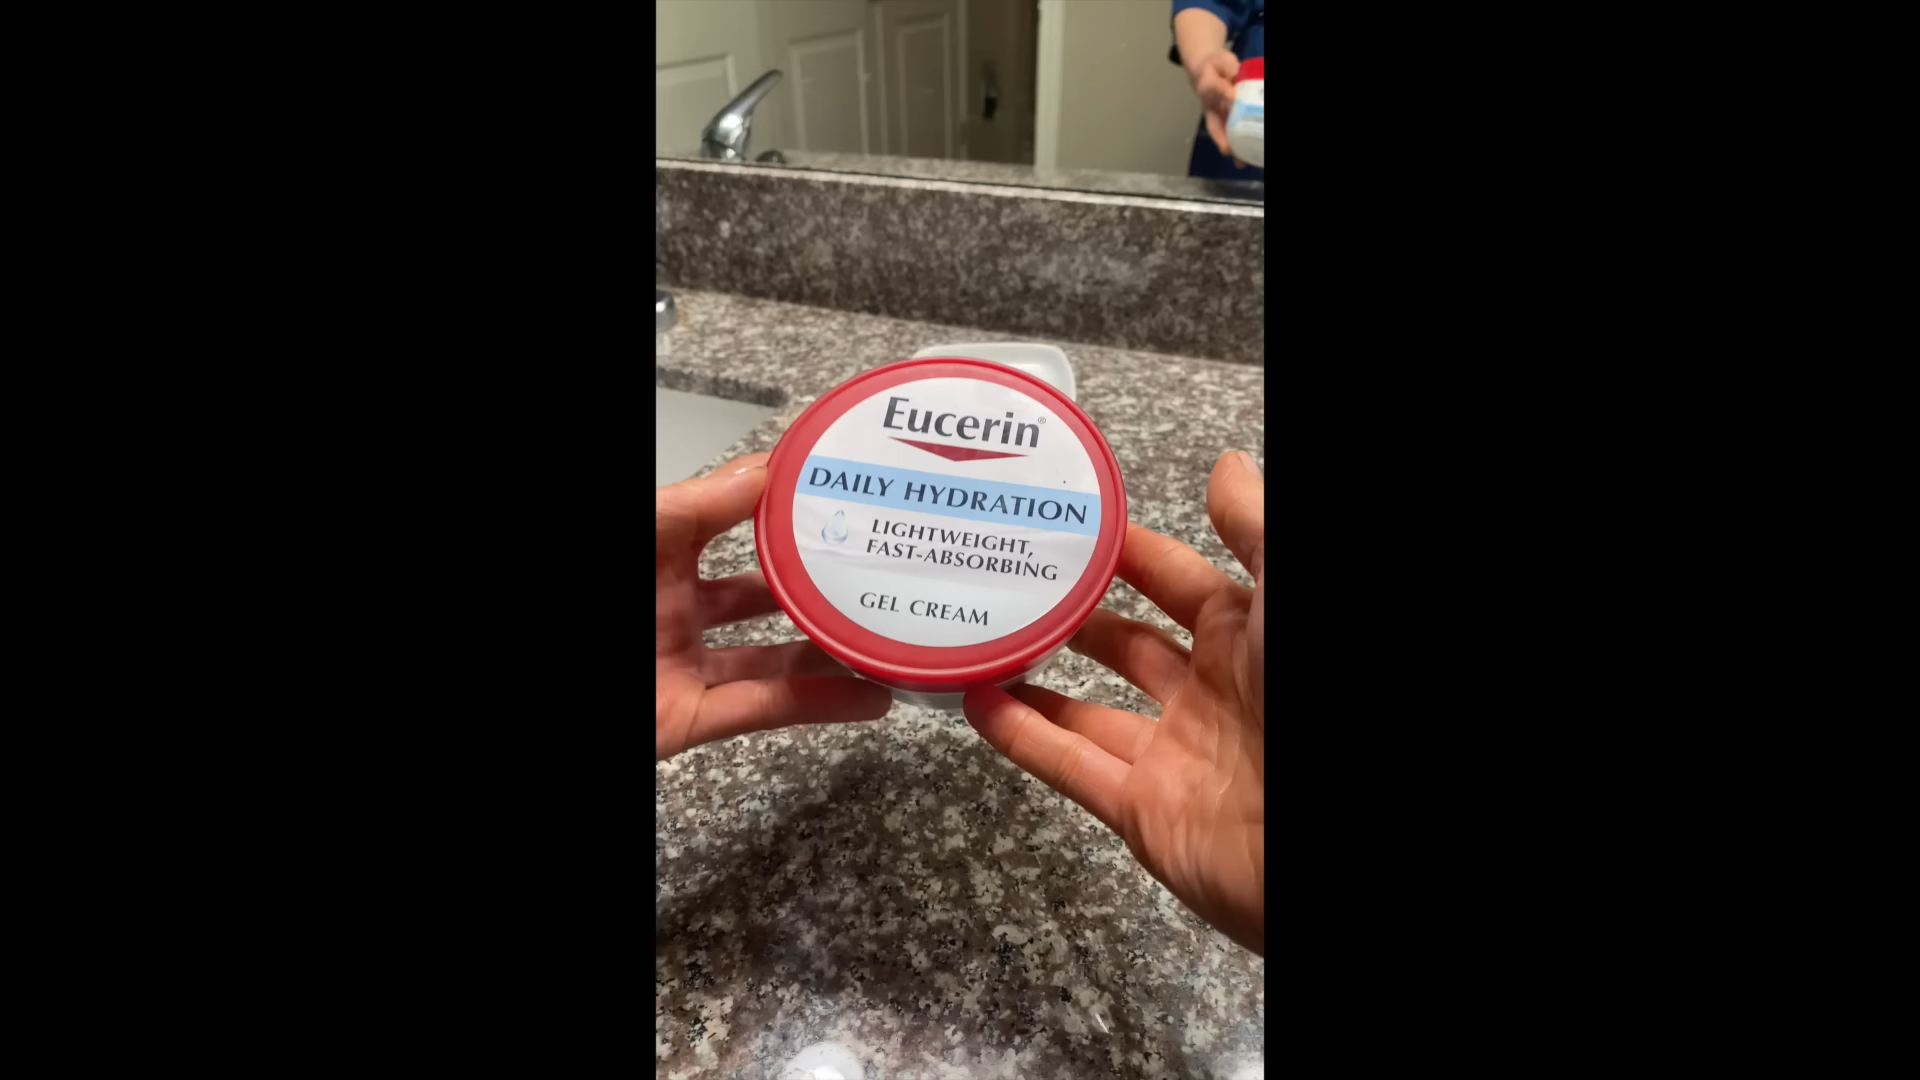 Eucerin®
DAILY HYDRATION
LIGHTWEIGHT,
FAST-ABSORBING
GEL CREAM